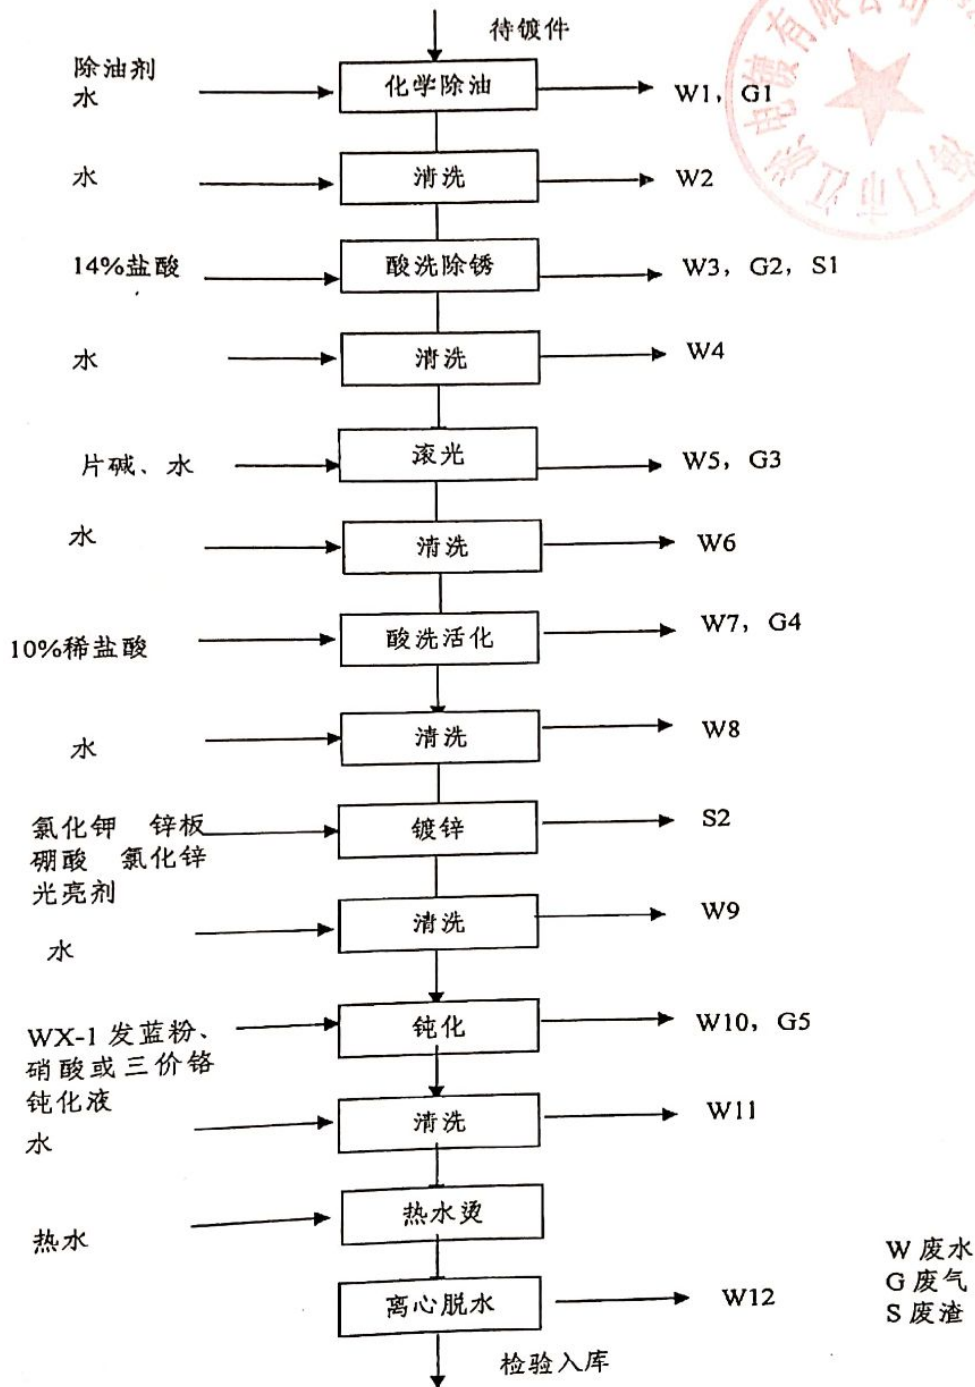 待镀件
除油剂
水
化学除油
W1，G1
水
清洗
W2
14%盐酸
酸洗除锈
W3，G2，S1
水
清洗
W4
片碱、水
滚光
W5，G3
水
清洗
W6
10%稀盐酸
酸洗活化
W7，G4
水
清洗
W8
氯化钾 锌板
硼酸 氯化锌
光亮剂
镀锌
S2
水
清洗
W9
WX-1 发蓝粉、
硝酸或三价铬
钝化液
钝化
W10，G5
水
清洗
W11
热水
热水烫
离心脱水
W12
检验入库
W 废水
G 废气
S 废渣